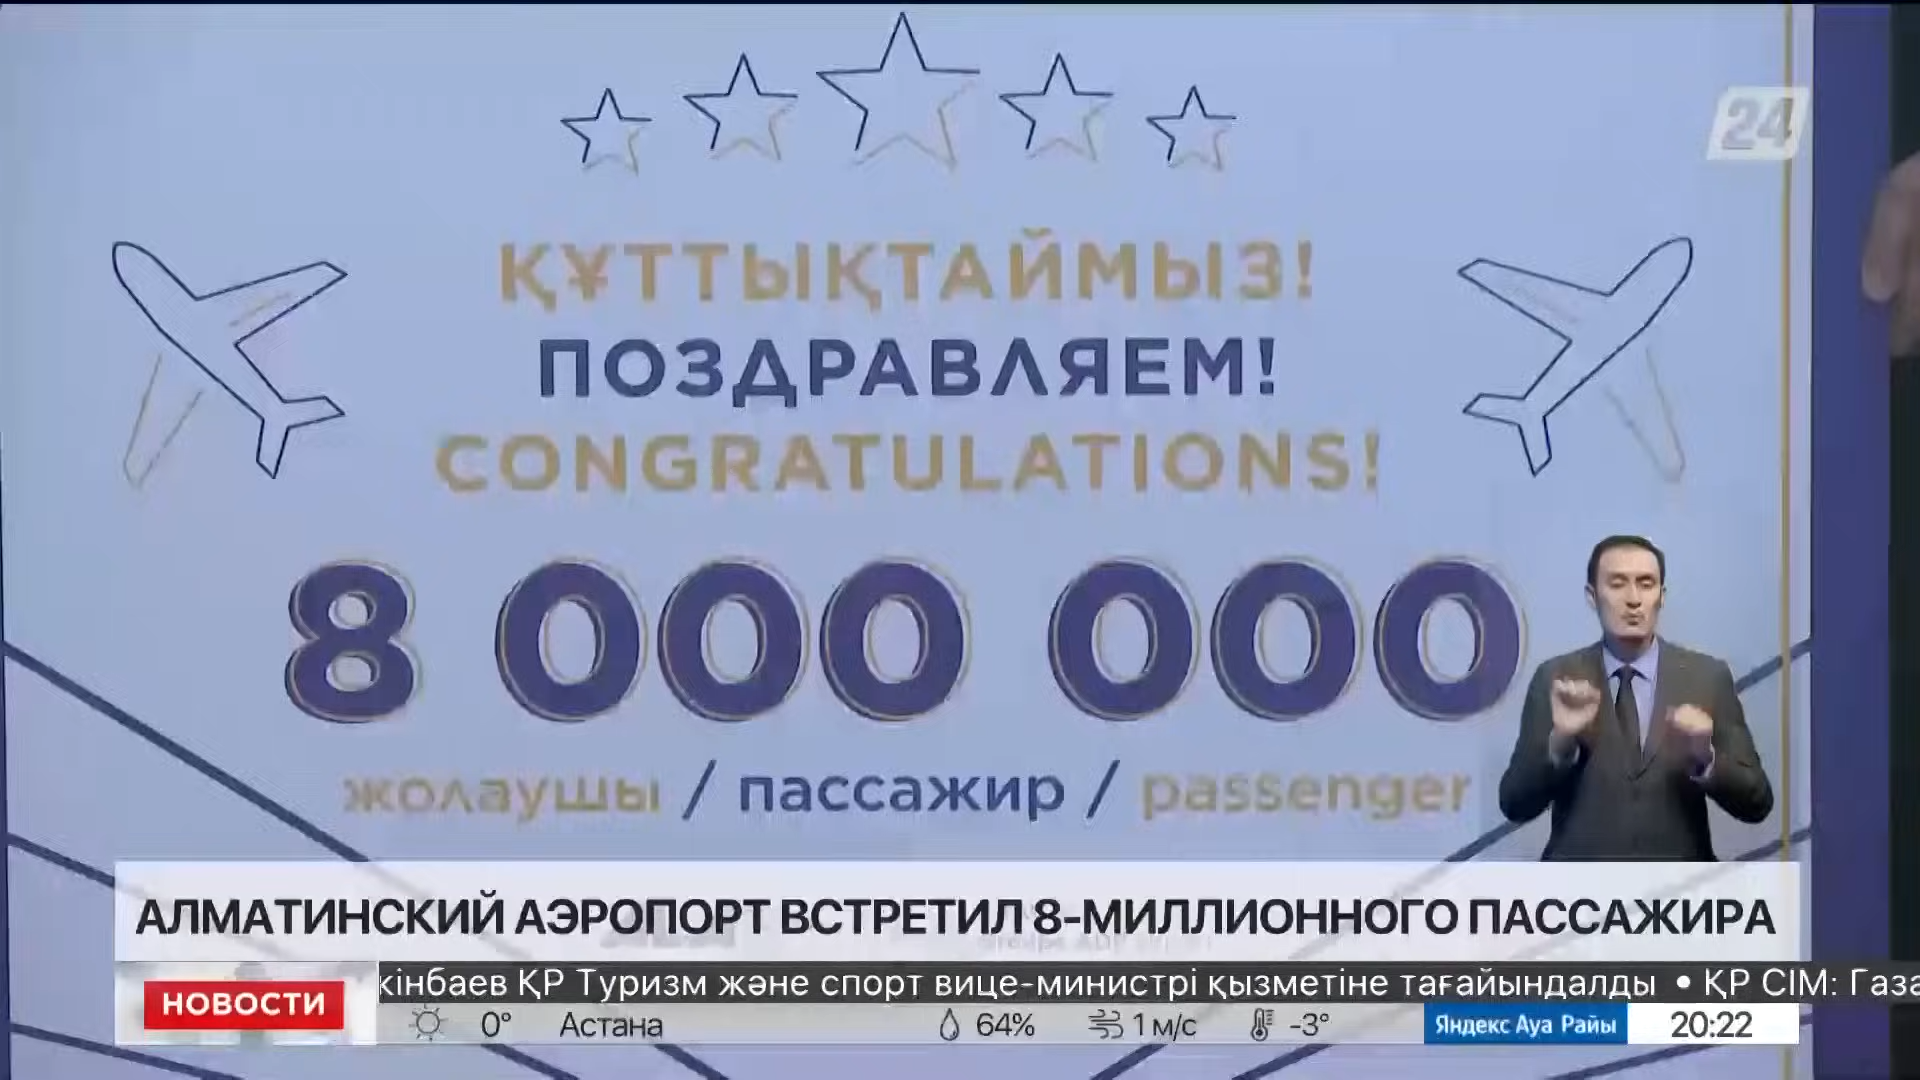 24
ҚҰТТЫҚТАЙМЫЗ!
ПОЗДРАВЛЯЕМ!
CONGRATULATIONS!
8 000 000
жолаушы / пассажир / passenger
АЛМАТИНСКИЙ АЭРОПОРТ ВСТРЕТИЛ 8-МИЛЛИОННОГО ПАССАЖИРА
НОВОСТИ
кінбаев ҚР Туризм және спорт вице-министрі қызметіне тағайындалды • ҚР СІМ: Газа
0° Астана 64% 1 м/с -3° Яндекс Ауа Райы 20:22